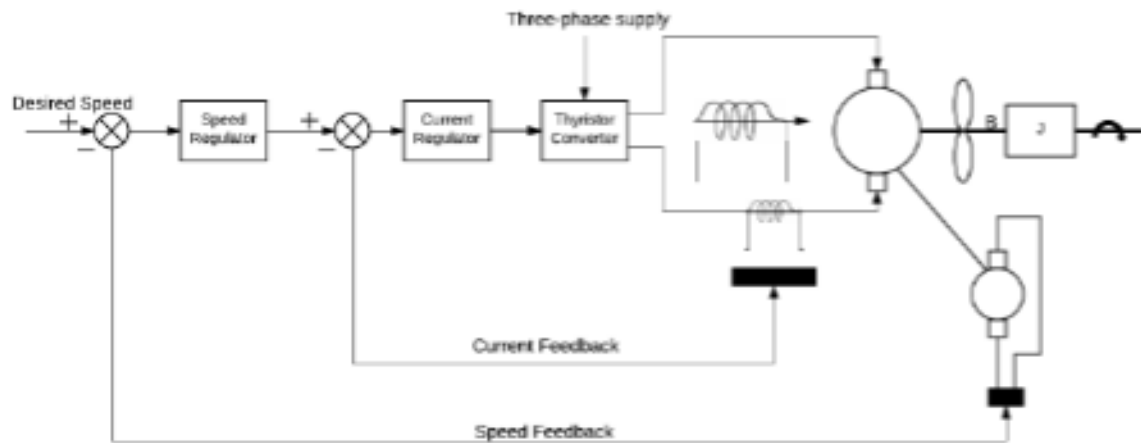 Three-phase supply
Desired Speed
+
−
Speed
Regulator
+
−
Current
Regulator
Thyristor
Converter
B
J
Current Feedback
Speed Feedback